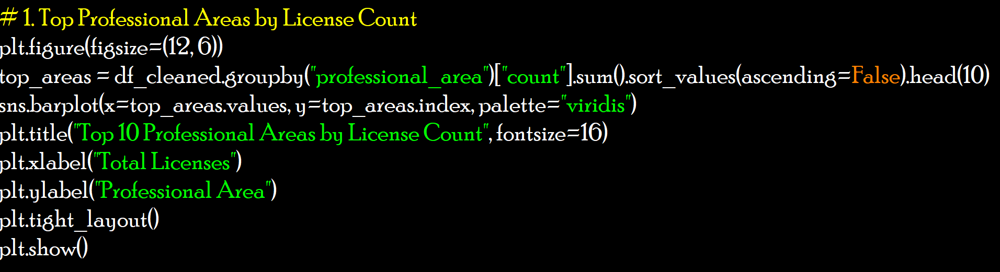 # 1. Top Professional Areas by License Count
plt.figure(figsize=(12, 6))
top_areas = df_cleaned.groupby("professional_area")["count"].sum().sort_values(ascending=False).head(10)
sns.barplot(x=top_areas.values, y=top_areas.index, palette="viridis")
plt.title("Top 10 Professional Areas by License Count", fontsize=16)
plt.xlabel("Total Licenses")
plt.ylabel("Professional Area")
plt.tight_layout()
plt.show()